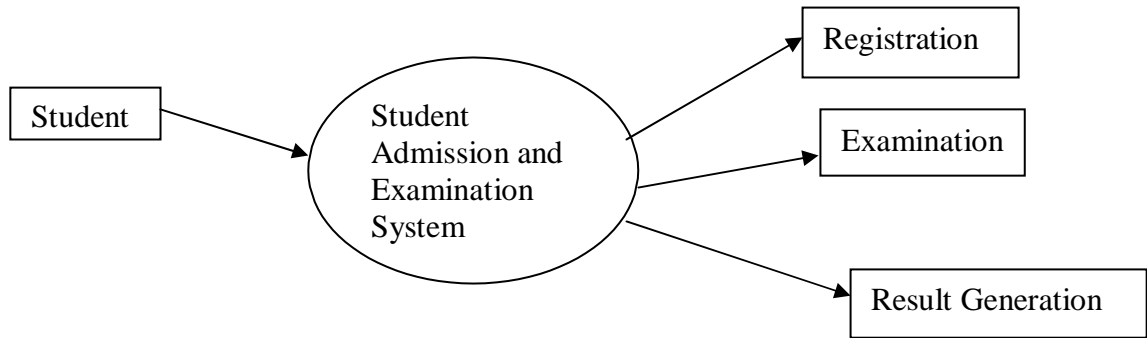 Registration
Student
Student
Admission and
Examination
System
Examination
Result Generation